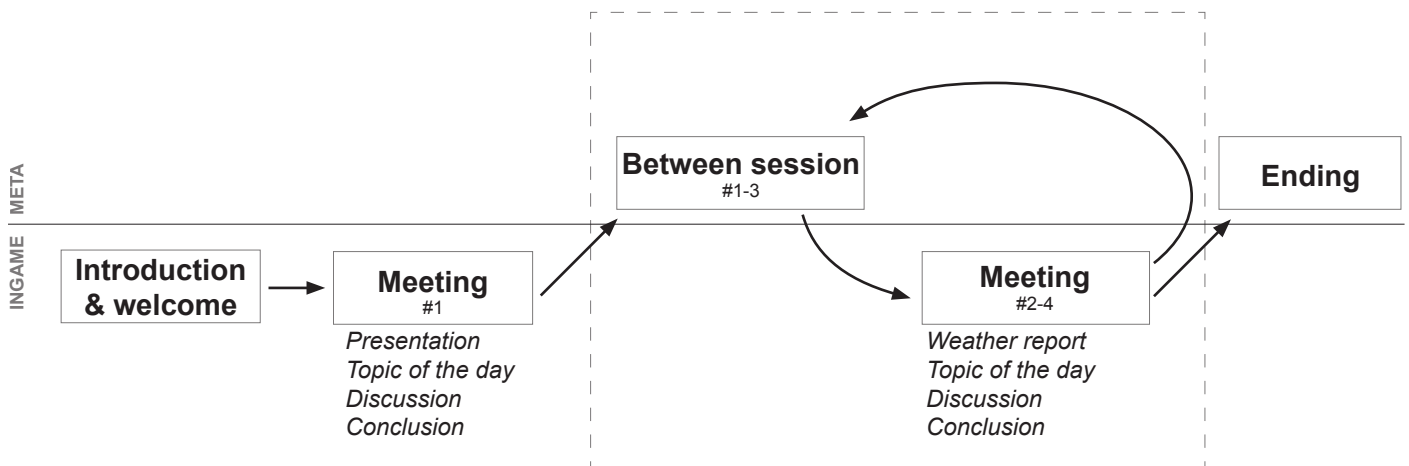 META
INGAME
Introduction
& welcome
Meeting
#1
Presentation
Topic of the day
Discussion
Conclusion
Between session
#1-3
Meeting
#2-4
Weather report
Topic of the day
Discussion
Conclusion
Ending